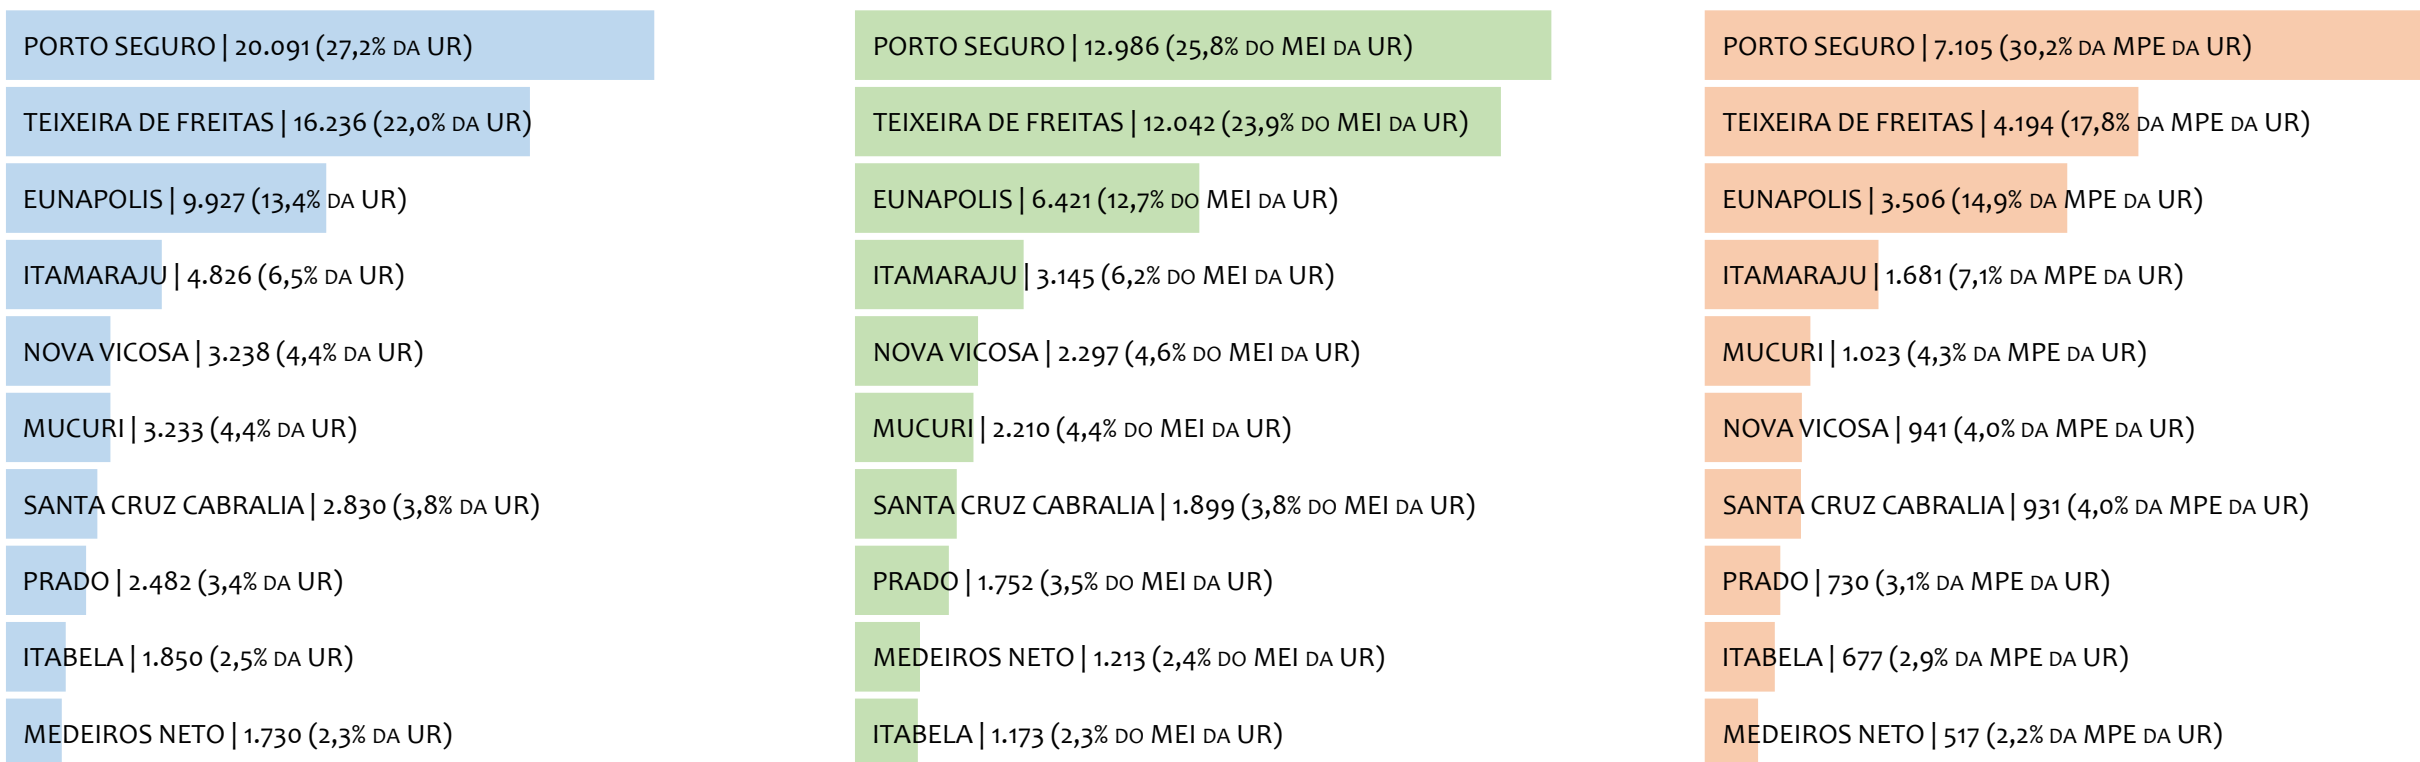 PORTO SEGURO | 20.091 (27,2% DA UR)
TEIXEIRA DE FREITAS | 16.236 (22,0% DA UR)
EUNAPOLIS | 9.927 (13,4% DA UR)
ITAMARAJU | 4.826 (6,5% DA UR)
NOVA VICOSA | 3.238 (4,4% DA UR)
MUCURI | 3.233 (4,4% DA UR)
SANTA CRUZ CABRALIA | 2.830 (3,8% DA UR)
PRADO | 2.482 (3,4% DA UR)
ITABELA | 1.850 (2,5% DA UR)
MEDEIROS NETO | 1.730 (2,3% DA UR)
PORTO SEGURO | 12.986 (25,8% DO MEI DA UR)
TEIXEIRA DE FREITAS | 12.042 (23,9% DO MEI DA UR)
EUNAPOLIS | 6.421 (12,7% DO MEI DA UR)
ITAMARAJU | 3.145 (6,2% DO MEI DA UR)
NOVA VICOSA | 2.297 (4,6% DO MEI DA UR)
MUCURI | 2.210 (4,4% DO MEI DA UR)
SANTA CRUZ CABRALIA | 1.899 (3,8% DO MEI DA UR)
PRADO | 1.752 (3,5% DO MEI DA UR)
MEDEIROS NETO | 1.213 (2,4% DO MEI DA UR)
ITABELA | 1.173 (2,3% DO MEI DA UR)
PORTO SEGURO | 7.105 (30,2% DA MPE DA UR)
TEIXEIRA DE FREITAS | 4.194 (17,8% DA MPE DA UR)
EUNAPOLIS | 3.506 (14,9% DA MPE DA UR)
ITAMARAJU | 1.681 (7,1% DA MPE DA UR)
MUCURI | 1.023 (4,3% DA MPE DA UR)
NOVA VICOSA | 941 (4,0% DA MPE DA UR)
SANTA CRUZ CABRALIA | 931 (4,0% DA MPE DA UR)
PRADO | 730 (3,1% DA MPE DA UR)
ITABELA | 677 (2,9% DA MPE DA UR)
MEDEIROS NETO | 517 (2,2% DA MPE DA UR)